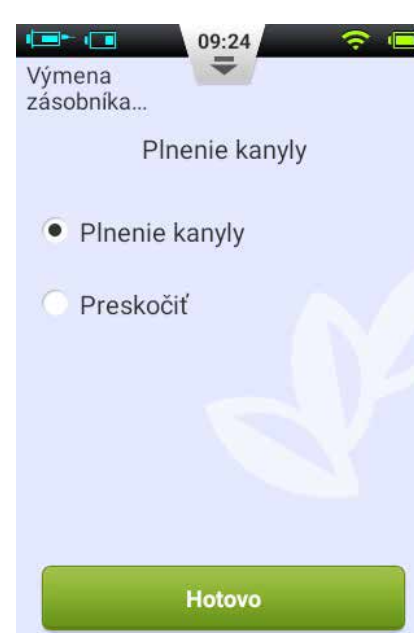 09:24
Výmena
zásobníka...
Plnenie kanyly
Plnenie kanyly
Preskočiť
Hotovo